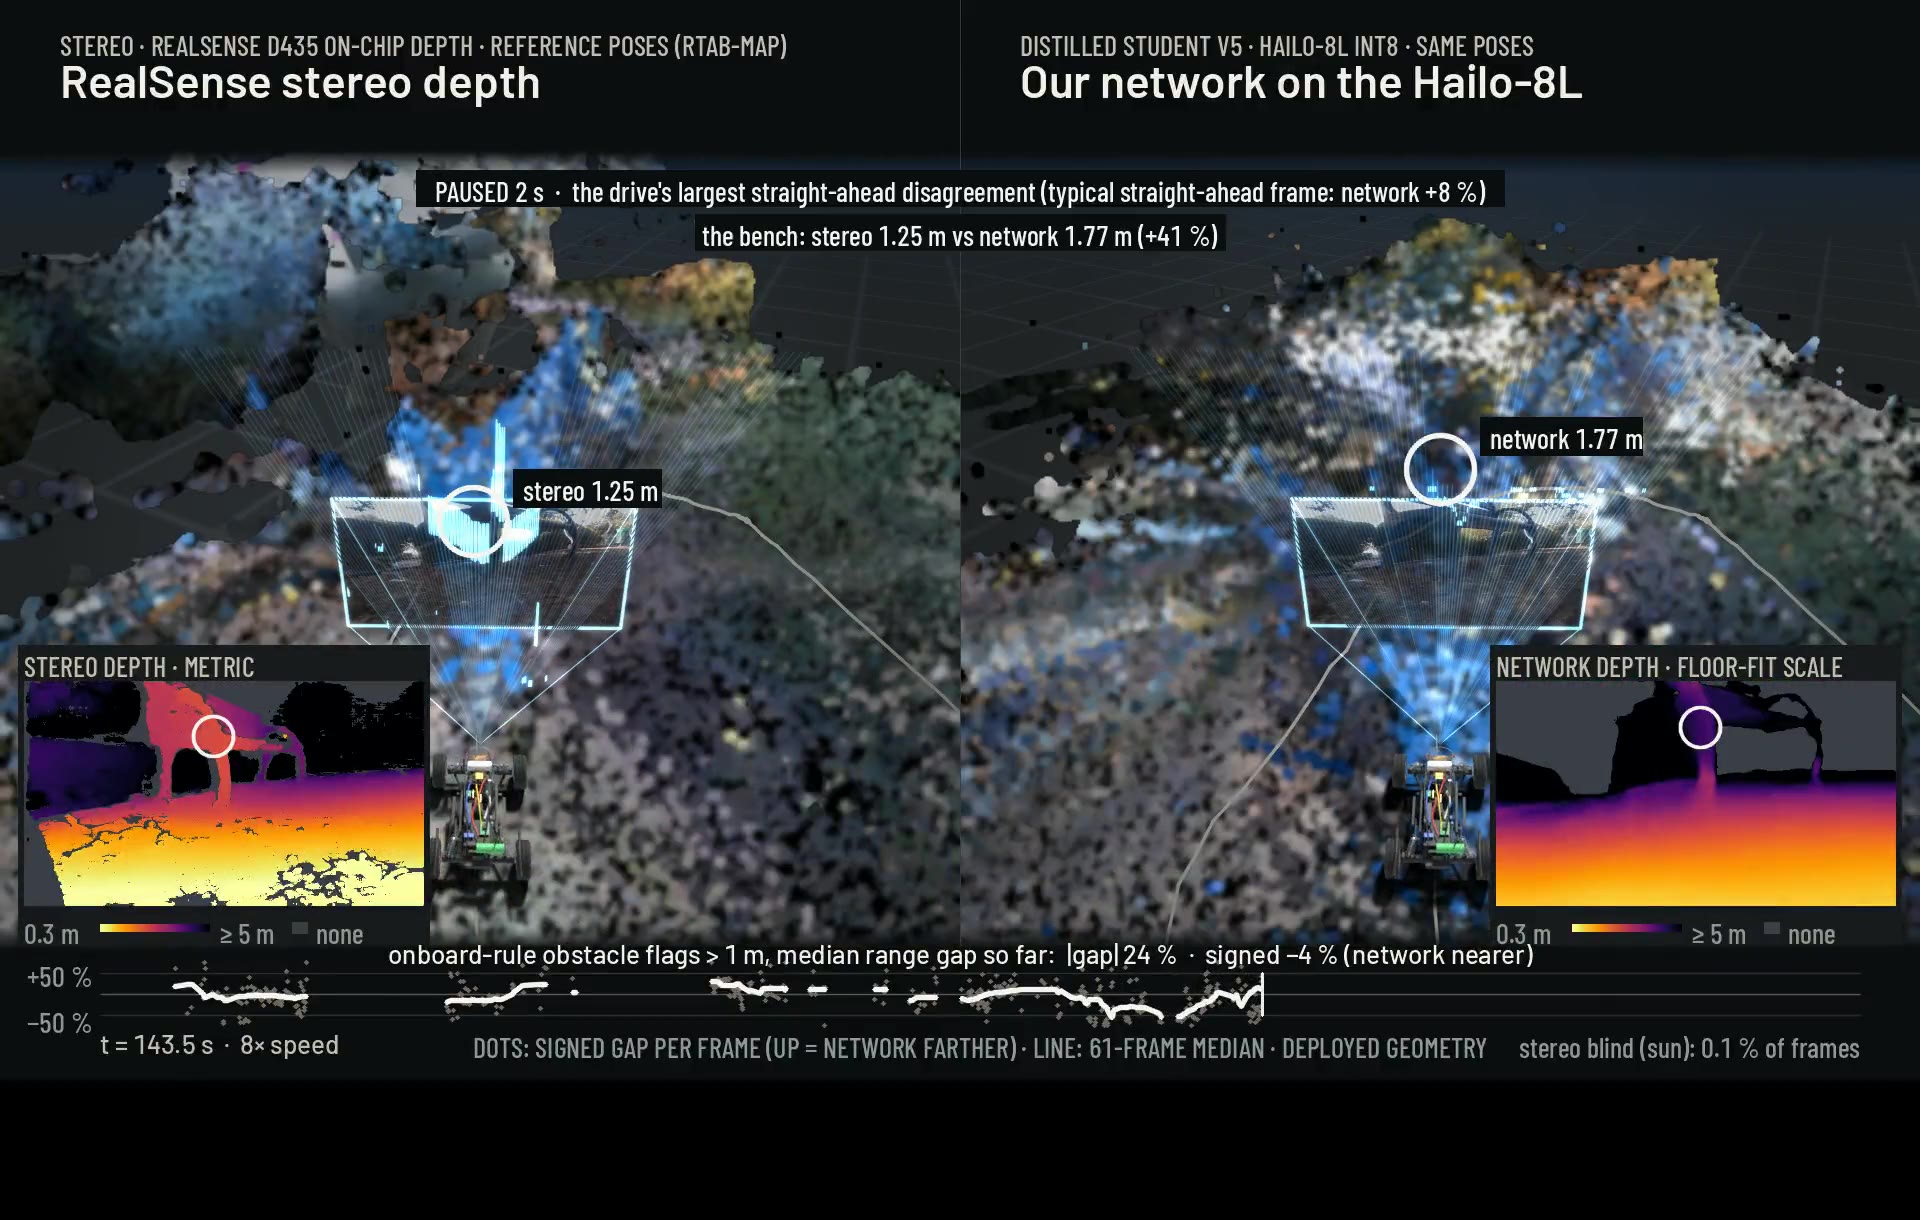 STEREO · REALSENSE D435 ON-CHIP DEPTH · REFERENCE POSES (RTAB-MAP)
RealSense stereo depth
DISTILLED STUDENT V5 · HAILO-8L INT8 · SAME POSES
Our network on the Hailo-8L
PAUSED 2 s · the drive's largest straight-ahead disagreement (typical straight-ahead frame: network +8 %)
the bench: stereo 1.25 m vs network 1.77 m (+41 %)
network 1.77 m
stereo 1.25 m
STEREO DEPTH · METRIC
0.3 m ≥ 5 m none
NETWORK DEPTH · FLOOR-FIT SCALE
0.3 m ≥ 5 m none
onboard-rule obstacle flags > 1 m, median range gap so far: |gap| 24 % · signed −4 % (network nearer)
+50 %
−50 %
t = 143.5 s · 8× speed
DOTS: SIGNED GAP PER FRAME (UP = NETWORK FARTHER) · LINE: 61-FRAME MEDIAN · DEPLOYED GEOMETRY
stereo blind (sun): 0.1 % of frames